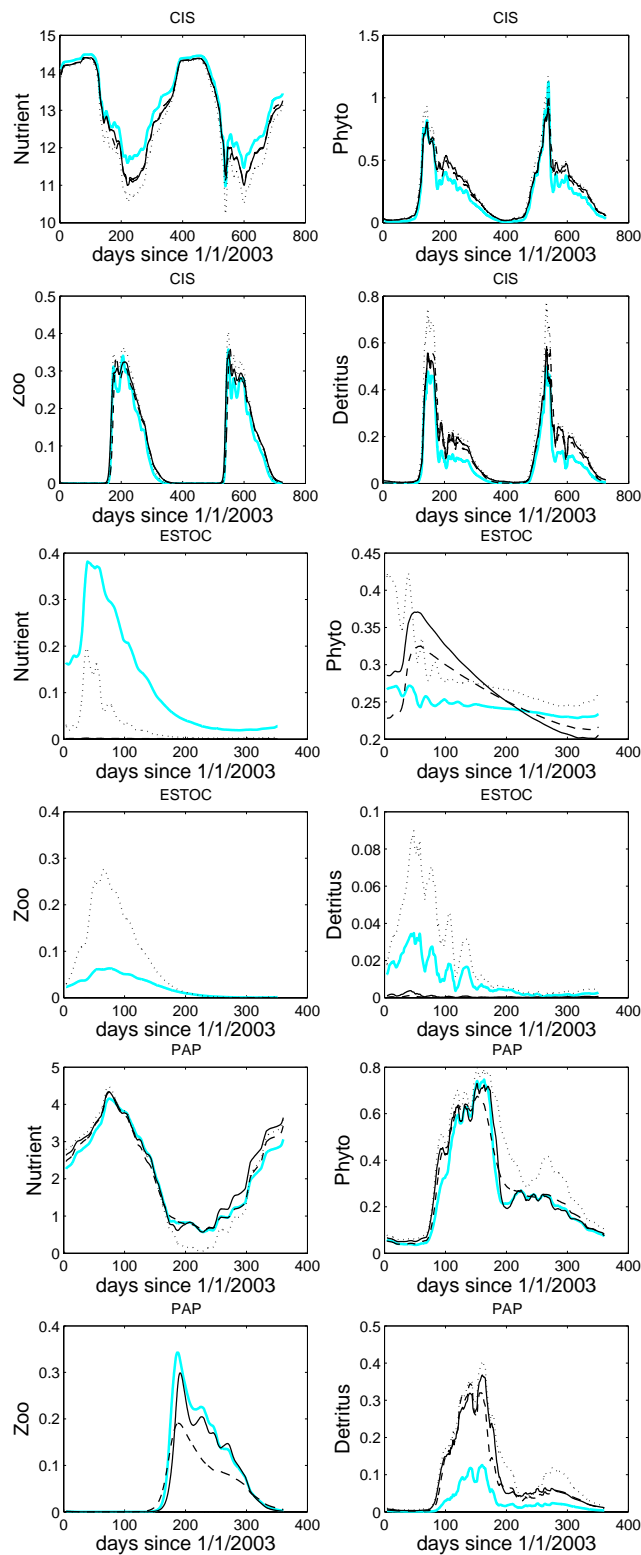 CIS
CIS
Nutrient
15
14
13
12
11
10
0 200 400 600 800
days since 1/1/2003
Phyto
1.5
1
0.5
0
0 200 400 600 800
days since 1/1/2003
CIS
CIS
Zoo
0.5
0.4
0.3
0.2
0.1
0
0 200 400 600 800
days since 1/1/2003
Detritus
0.8
0.6
0.4
0.2
0
0 200 400 600 800
days since 1/1/2003
ESTOC
ESTOC
Nutrient
0.4
0.3
0.2
0.1
0
0 100 200 300 400
days since 1/1/2003
Phyto
0.45
0.4
0.35
0.3
0.25
0.2
0 100 200 300 400
days since 1/1/2003
ESTOC
ESTOC
Zoo
0.4
0.3
0.2
0.1
0
0 100 200 300 400
days since 1/1/2003
Detritus
0.1
0.08
0.06
0.04
0.02
0
0 100 200 300 400
days since 1/1/2003
PAP
PAP
Nutrient
5
4
3
2
1
0
0 100 200 300 400
days since 1/1/2003
Phyto
0.8
0.6
0.4
0.2
0
0 100 200 300 400
days since 1/1/2003
PAP
PAP
Zoo
0.4
0.3
0.2
0.1
0
0 100 200 300 400
days since 1/1/2003
Detritus
0.5
0.4
0.3
0.2
0.1
0
0 100 200 300 400
days since 1/1/2003